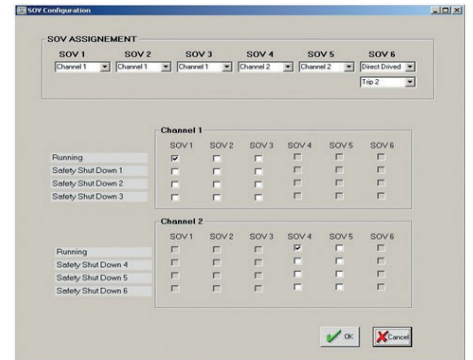 SOV Configuration
SOV ASSIGNEMENT
SOV 1 SOV 2 SOV 3 SOV 4 SOV 5 SOV 6
Channel 1 Channel 1 Channel 1 Channel 2 Channel 2 Direct Drived
Trip 2
Channel 1
SOV 1 SOV 2 SOV 3 SOV 4 SOV 5 SOV 6
Running
Safety Shut Down 1
Safety Shut Down 2
Safety Shut Down 3
Channel 2
SOV 1 SOV 2 SOV 3 SOV 4 SOV 5 SOV 6
Running
Safety Shut Down 4
Safety Shut Down 5
Safety Shut Down 6
OK Cancel